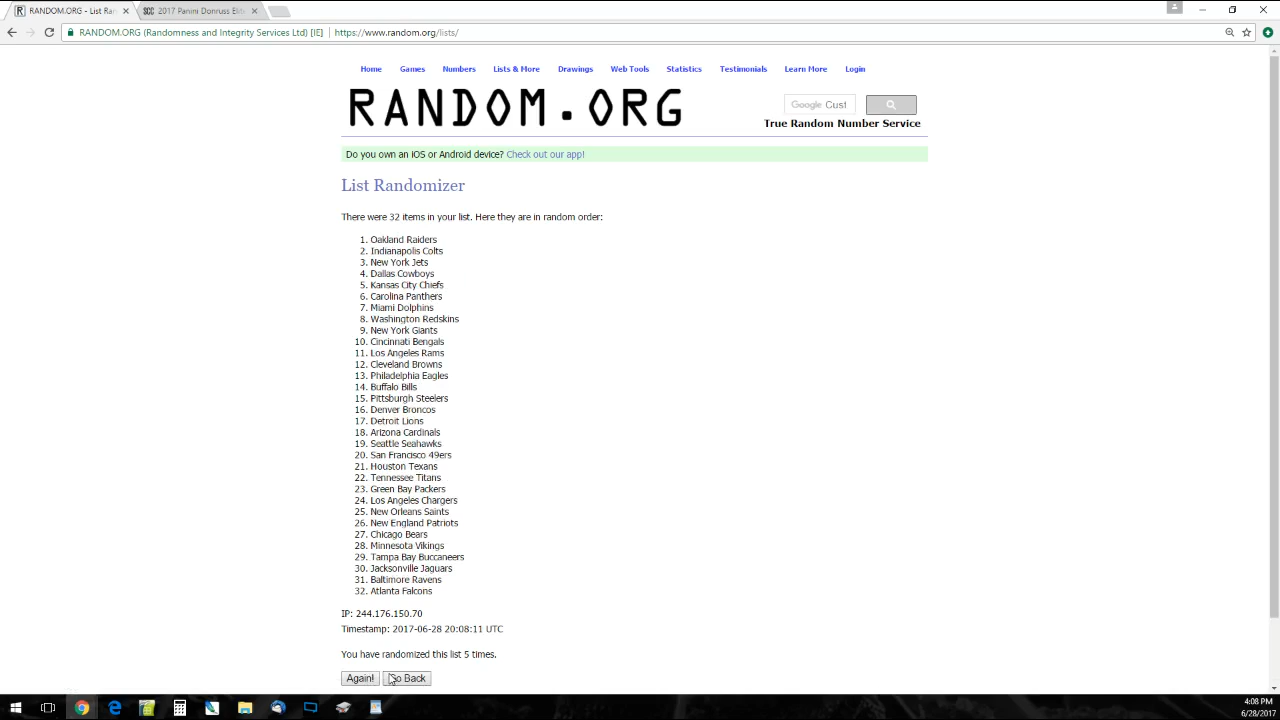 RANDOM.ORG - List Ran
2017 Panini Donruss Elite
RANDOM.ORG (Randomness and Integrity Services Ltd) [IE] https://www.random.org/lists/
Home Games Numbers Lists & More Drawings Web Tools Statistics Testimonials Learn More Login
RANDOM.ORG
Google Cust
True Random Number Service
Do you own an iOS or Android device? Check out our app!
List Randomizer
There were 32 items in your list. Here they are in random order:
1. Oakland Raiders
2. Indianapolis Colts
3. New York Jets
4. Dallas Cowboys
5. Kansas City Chiefs
6. Carolina Panthers
7. Miami Dolphins
8. Washington Redskins
9. New York Giants
10. Cincinnati Bengals
11. Los Angeles Rams
12. Cleveland Browns
13. Philadelphia Eagles
14. Buffalo Bills
15. Pittsburgh Steelers
16. Denver Broncos
17. Detroit Lions
18. Arizona Cardinals
19. Seattle Seahawks
20. San Francisco 49ers
21. Houston Texans
22. Tennessee Titans
23. Green Bay Packers
24. Los Angeles Chargers
25. New Orleans Saints
26. New England Patriots
27. Chicago Bears
28. Minnesota Vikings
29. Tampa Bay Buccaneers
30. Jacksonville Jaguars
31. Baltimore Ravens
32. Atlanta Falcons
IP: 244.176.150.70
Timestamp: 2017-06-28 20:08:11 UTC
You have randomized this list 5 times.
Again! Go Back
4:08 PM
6/28/2017